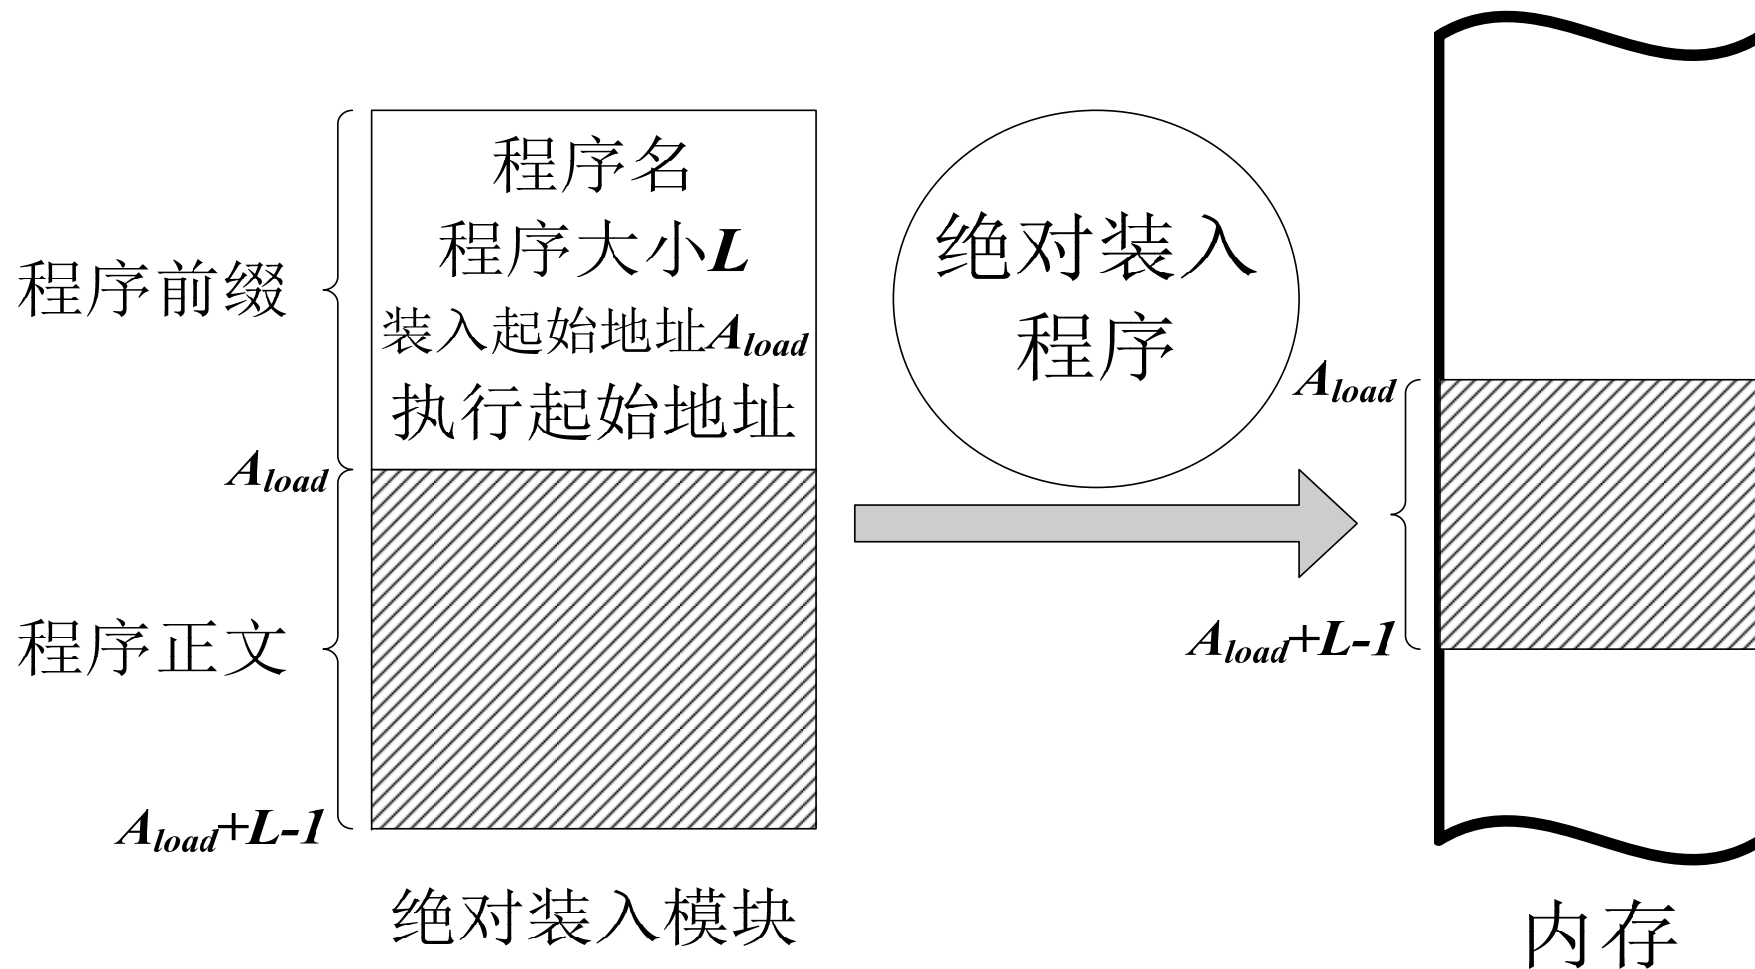 程序名
程序大小L
装入起始地址Aload
执行起始地址
程序前缀
Aload
程序正文
Aload+L-1
绝对装入模块
绝对装入
程序
Aload
Aload+L-1
内存